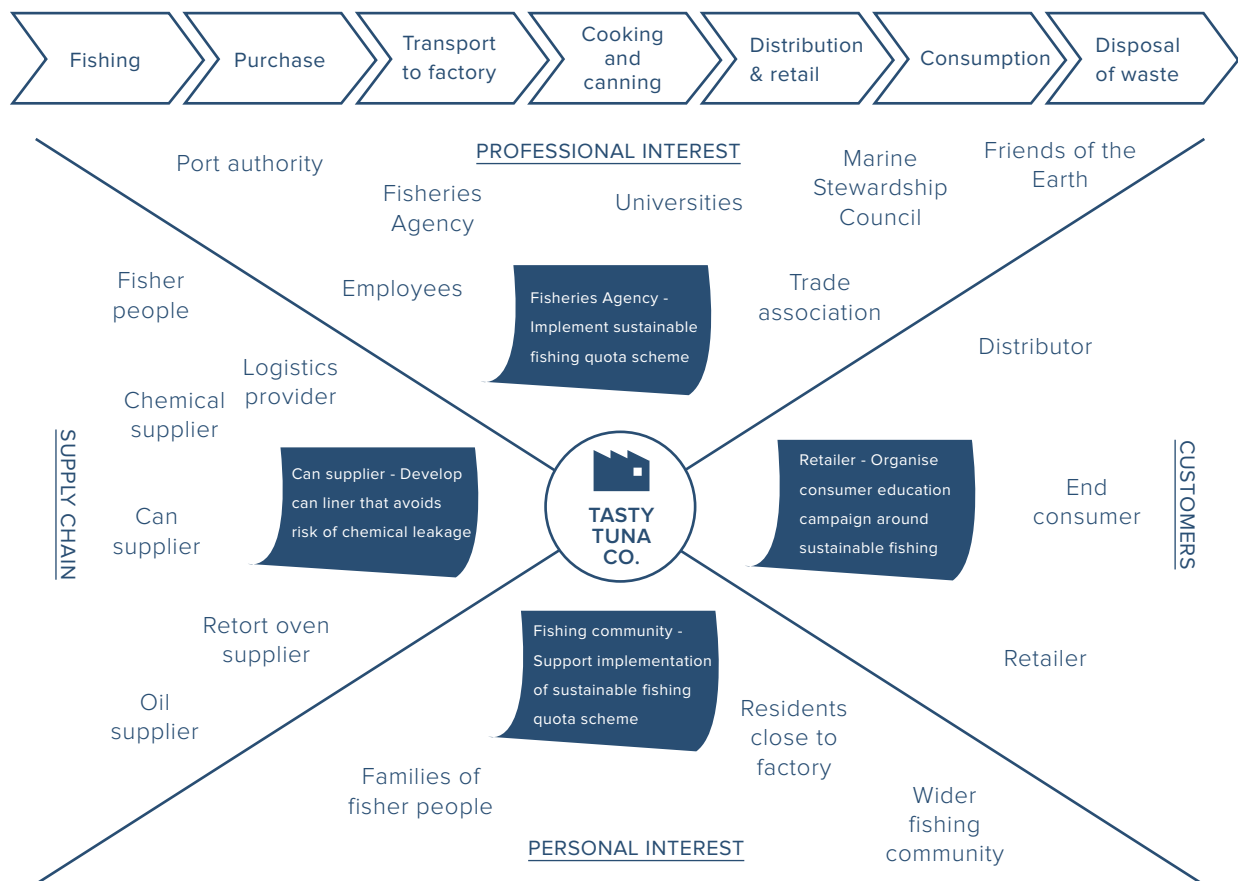 Fishing
Purchase
Transport
to factory
Cooking
and
canning
Distribution
& retail
Consumption
Disposal
of waste
PROFESSIONAL INTEREST
Port authority
Fisheries
Agency
Universities
Marine
Stewardship
Council
Friends of the
Earth
Employees
Fisheries Agency -
Implement sustainable
fishing quota scheme
Trade
association
SUPPLY CHAIN
Fisher
people
Logistics
provider
Chemical
supplier
Can supplier - Develop
can liner that avoids
risk of chemical leakage
Can
supplier
Retort oven
supplier
Oil
supplier
TASTY
TUNA
CO.
Distributor
Retailer - Organise
consumer education
campaign around
sustainable fishing
End
consumer
CUSTOMERS
Retailer
Fishing community -
Support implementation
of sustainable fishing
quota scheme
Residents
close to
factory
Families of
fisher people
Wider
fishing
community
PERSONAL INTEREST